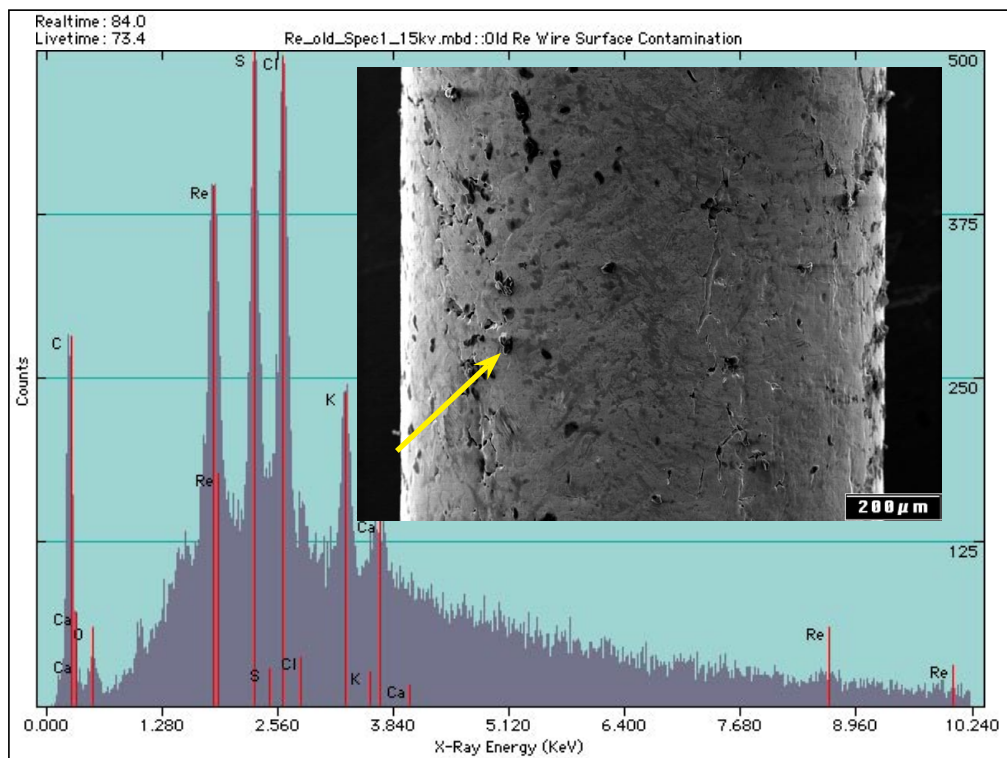 Realtime : 84.0
Livetime : 73.4
Re_old_Spec1_15kv.mbd::Old Re Wire Surface Contamination
S
Cl
500
Re
375
C
250
K
Re
Ca
125
Ca
O
Re
Cl
Ca
S
K
Re
Ca
200µm
Counts
0.000 1.280 2.560 3.840 5.120 6.400 7.680 8.960 10.240
X-Ray Energy (KeV)